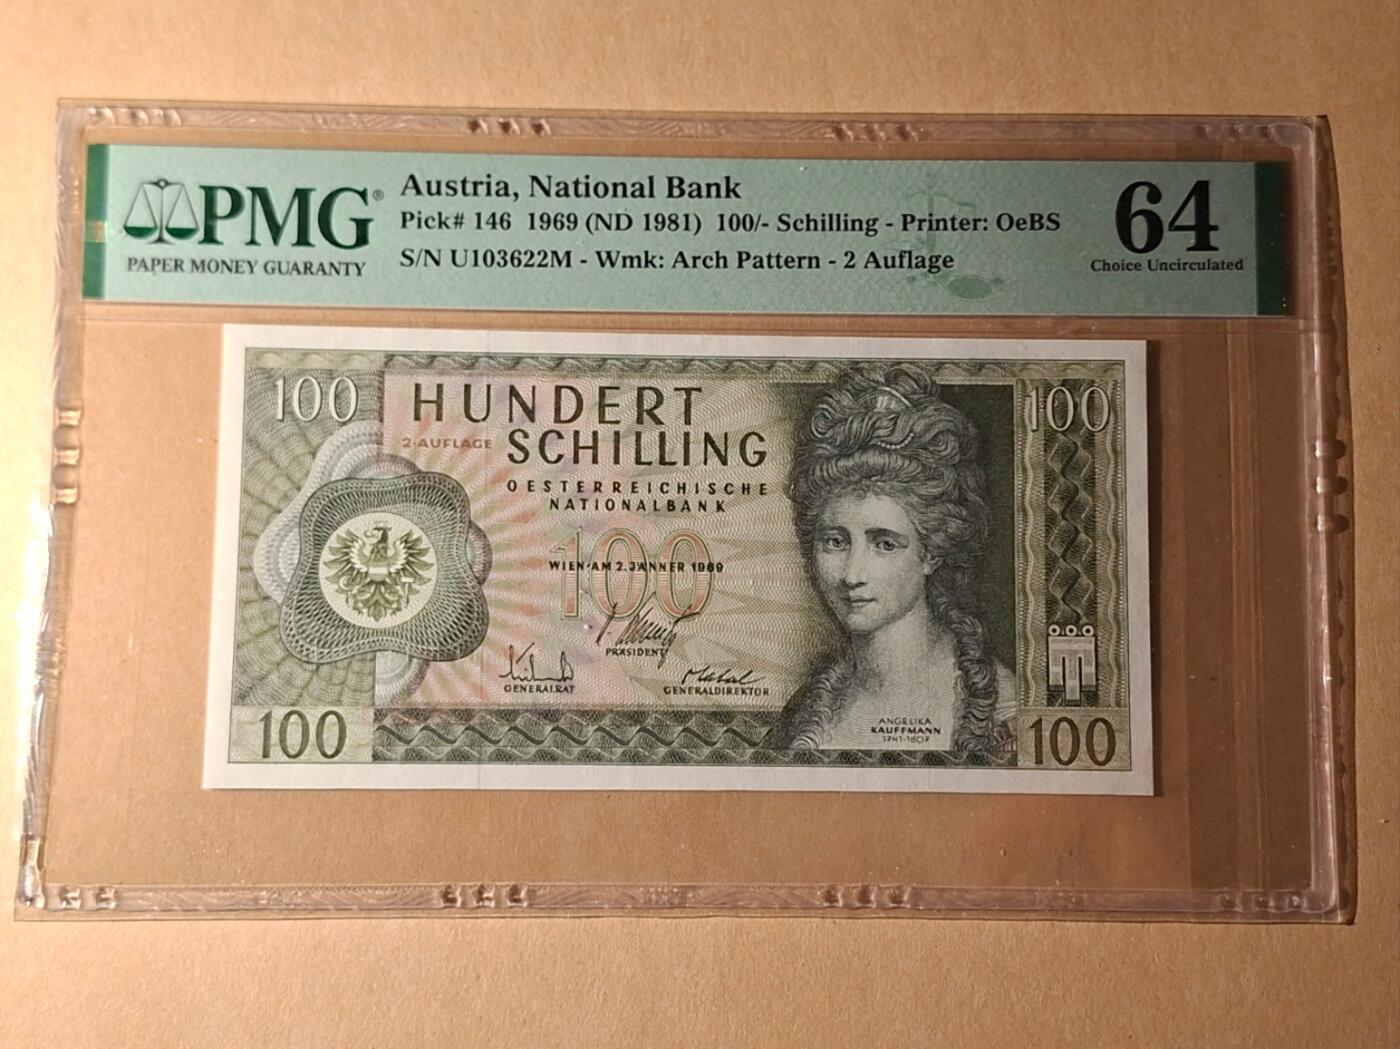 PMG®
PAPER MONEY GUARANTY
Austria, National Bank
Pick# 146 1969 (ND 1981) 100/- Schilling - Printer: OeBS
S/N U103622M - Wmk: Arch Pattern - 2 Auflage
64
Choice Uncirculated
100
HUNDERT
100
2·AUFLAGE SCHILLING
OESTERREICHISCHE
NATIONALBANK
100
WIEN·AM 2.JÄNNER 1969
PRÄSIDENT
GENERALRAT
GENERALDIREKTOR
ANGELIKA
KAUFFMANN
1741-1807
100
100